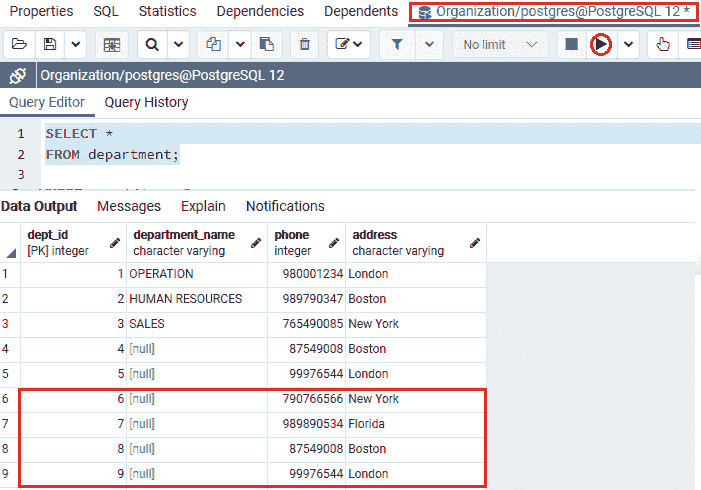 Properties SQL Statistics Dependencies Dependents Organization/postgres@PostgreSQL 12 *
No limit
Organization/postgres@PostgreSQL 12
Query Editor Query History
1 SELECT *
2 FROM department;
3
Data Output Messages Explain Notifications
dept_id department_name phone address
[PK] integer character varying integer character varying
1 1 OPERATION 980001234 London
2 2 HUMAN RESOURCES 989790347 Boston
3 3 SALES 765490085 New York
4 4 [null] 87549008 Boston
5 5 [null] 99976544 London
6 6 [null] 790766566 New York
7 7 [null] 989890534 Florida
8 8 [null] 87549008 Boston
9 9 [null] 99976544 London